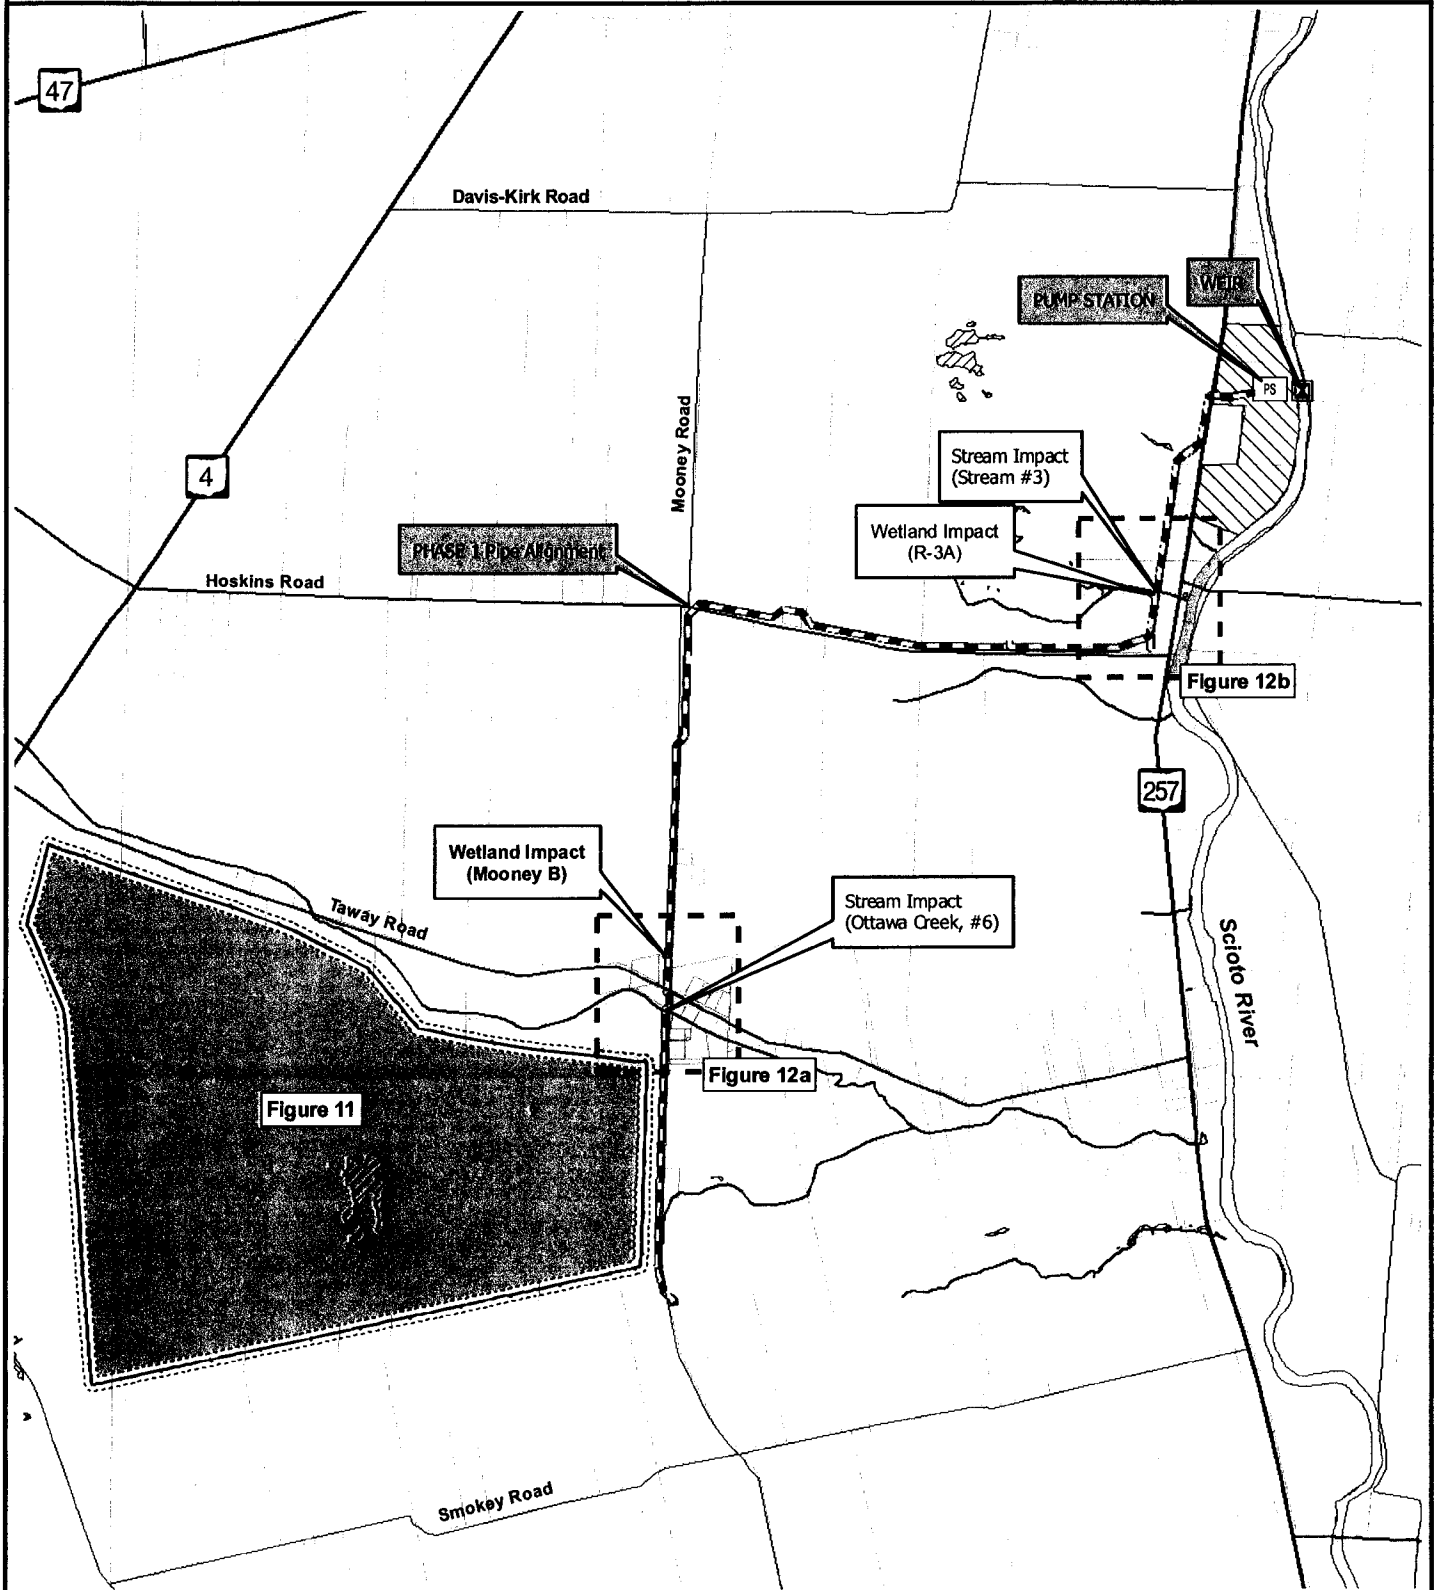 47
Davis-Kirk Road
WEIR
PUMP STATION
PS
Mooney Road
4
Stream Impact
(Stream #3)
Wetland Impact
(R-3A)
PHASE 1 Pipe Alignment
Hoskins Road
Figure 12b
257
Wetland Impact
(Mooney B)
Stream Impact
(Ottawa Creek, #6)
Taway Road
Scioto River
Figure 12a
Figure 11
Smokey Road